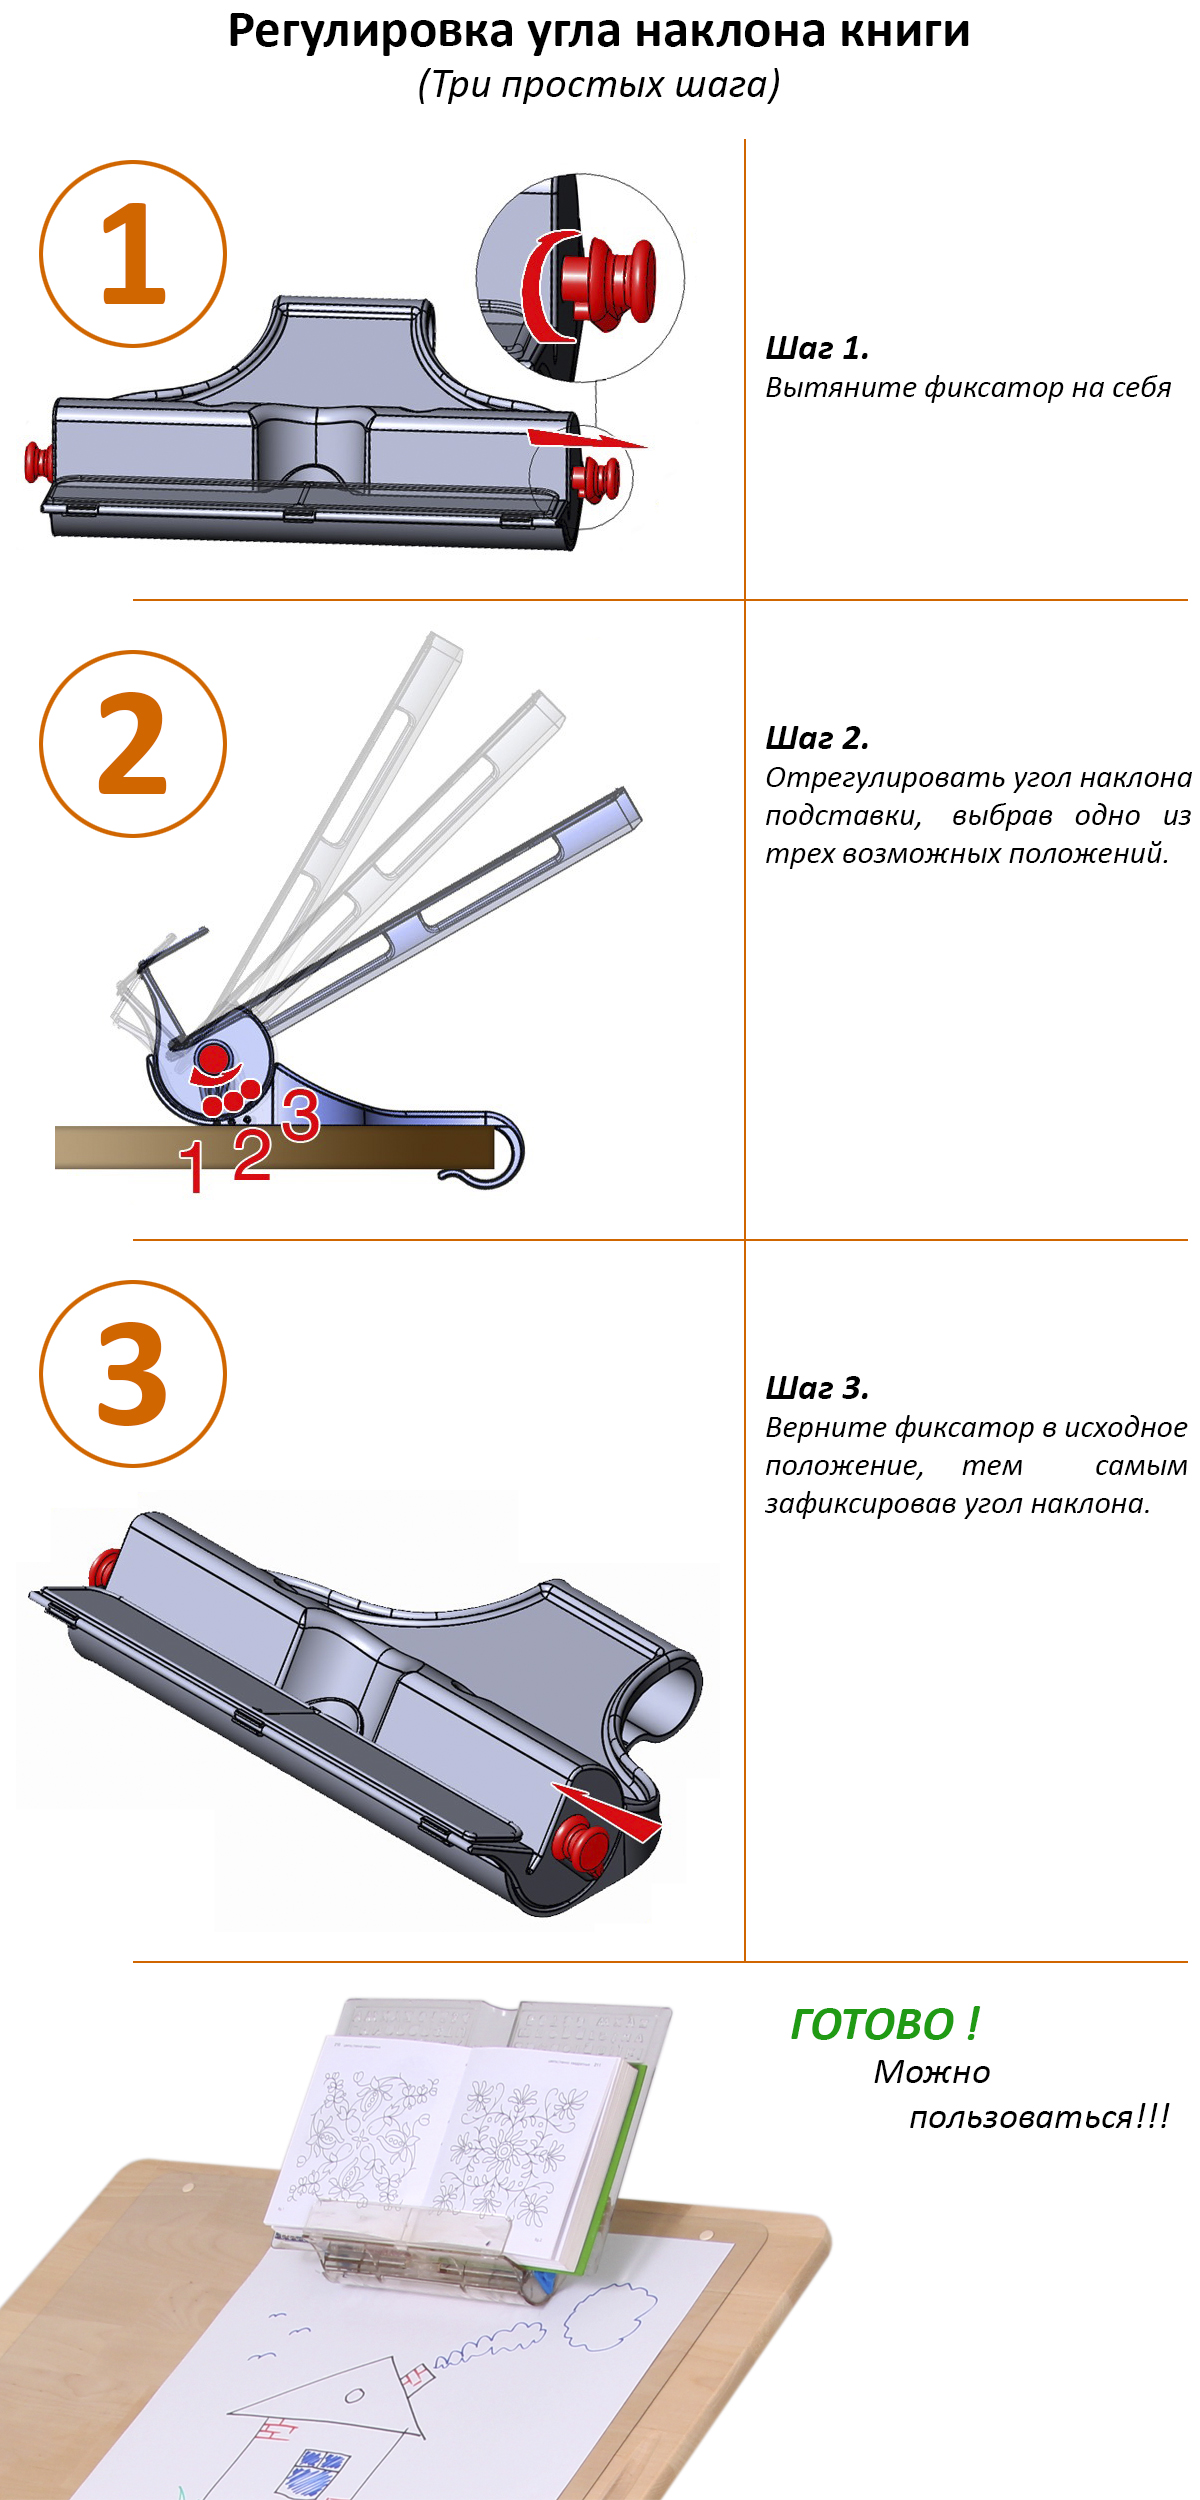 Регулировка угла наклона книги
(Три простых шага)
1
Шаг 1.
Вытяните фиксатор на себя
2
Шаг 2.
Отрегулировать угол наклона
подставки, выбрав одно из
трех возможных положений.
1
2
3
3
Шаг 3.
Верните фиксатор в исходное
положение, тем самым
зафиксировав угол наклона.
ГОТОВО !
Можно
пользоваться!!!